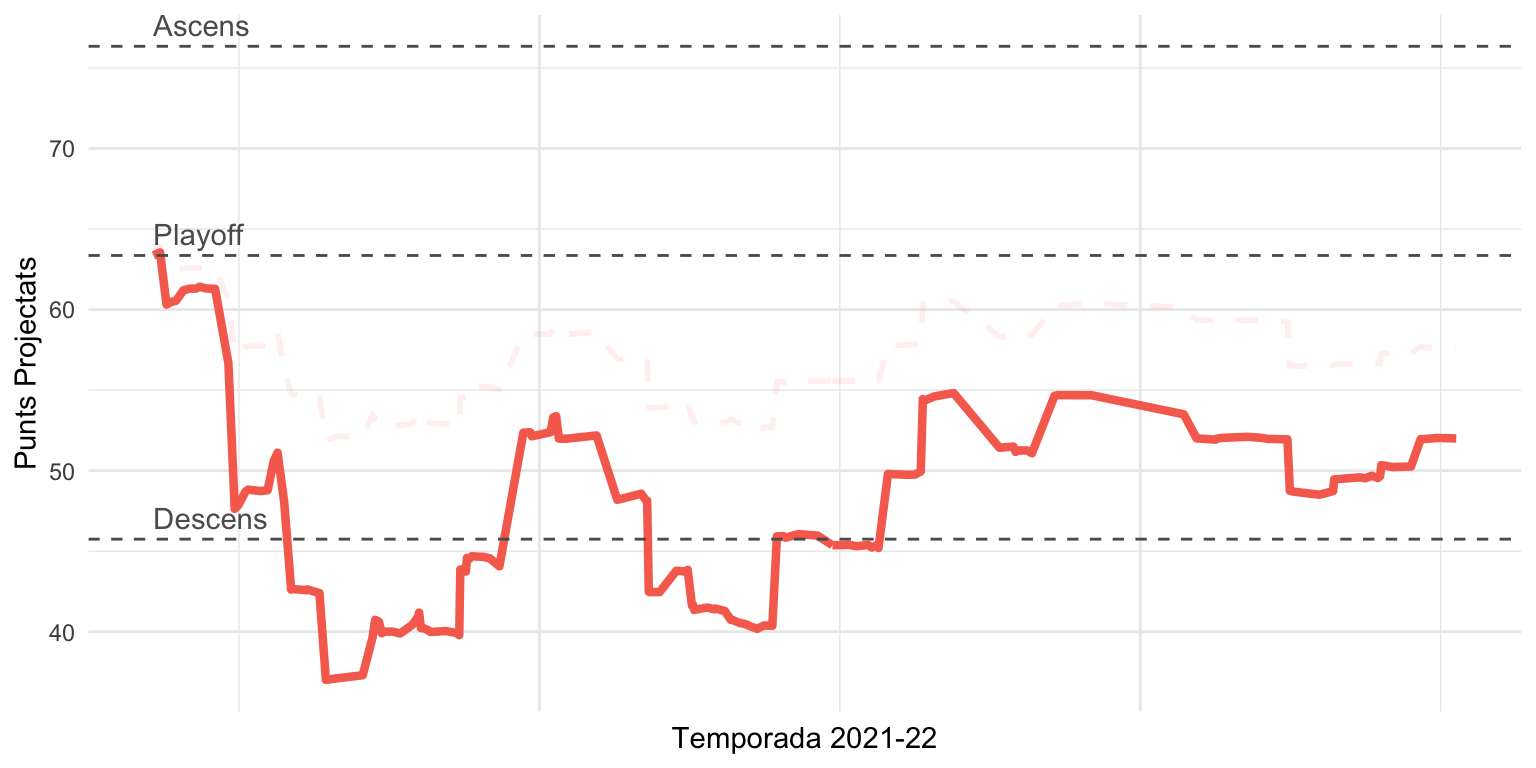 Ascens
70
Playoff
60
50
Descens
40
Punts Projectats
Temporada 2021-22